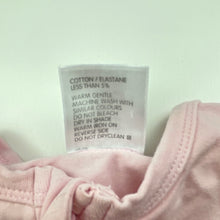 COTTON / ELASTANE
LESS THAN 5%
WARM GENTLE
MACHINE WASH WITH
SIMILAR COLOURS
DO NOT BLEACH
DRY IN SHADE
WARM IRON ON
REVERSE SIDE
DO NOT DRYCLEAN